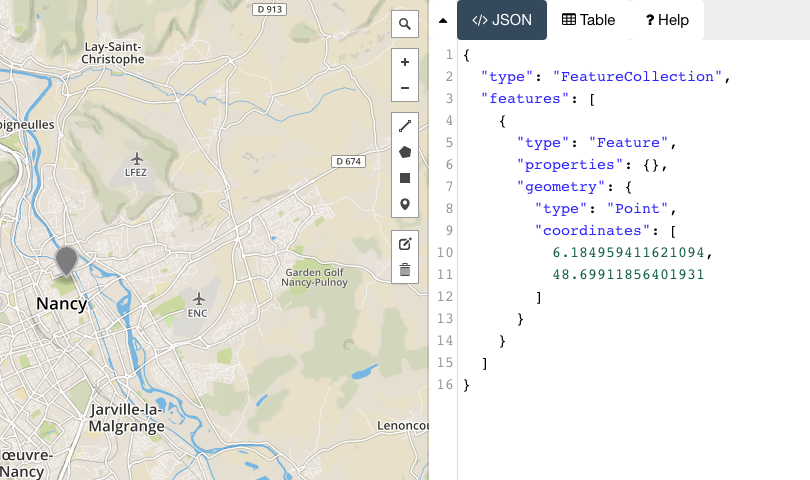 D 913
Lay-Saint-
Christophe
oigneulles
LFEZ
D 674
Garden Golf
Nancy-Pulnoy
Nancy
ENC
Jarville-la-
Malgrange
Lenoncou
lœuvre-
Nancy
</> JSON
Table
? Help
1 {
2 "type": "FeatureCollection",
3 "features": [
4 {
5 "type": "Feature",
6 "properties": {},
7 "geometry": {
8 "type": "Point",
9 "coordinates": [
10 6.184959411621094,
11 48.69911856401931
12 ]
13 }
14 }
15 ]
16 }